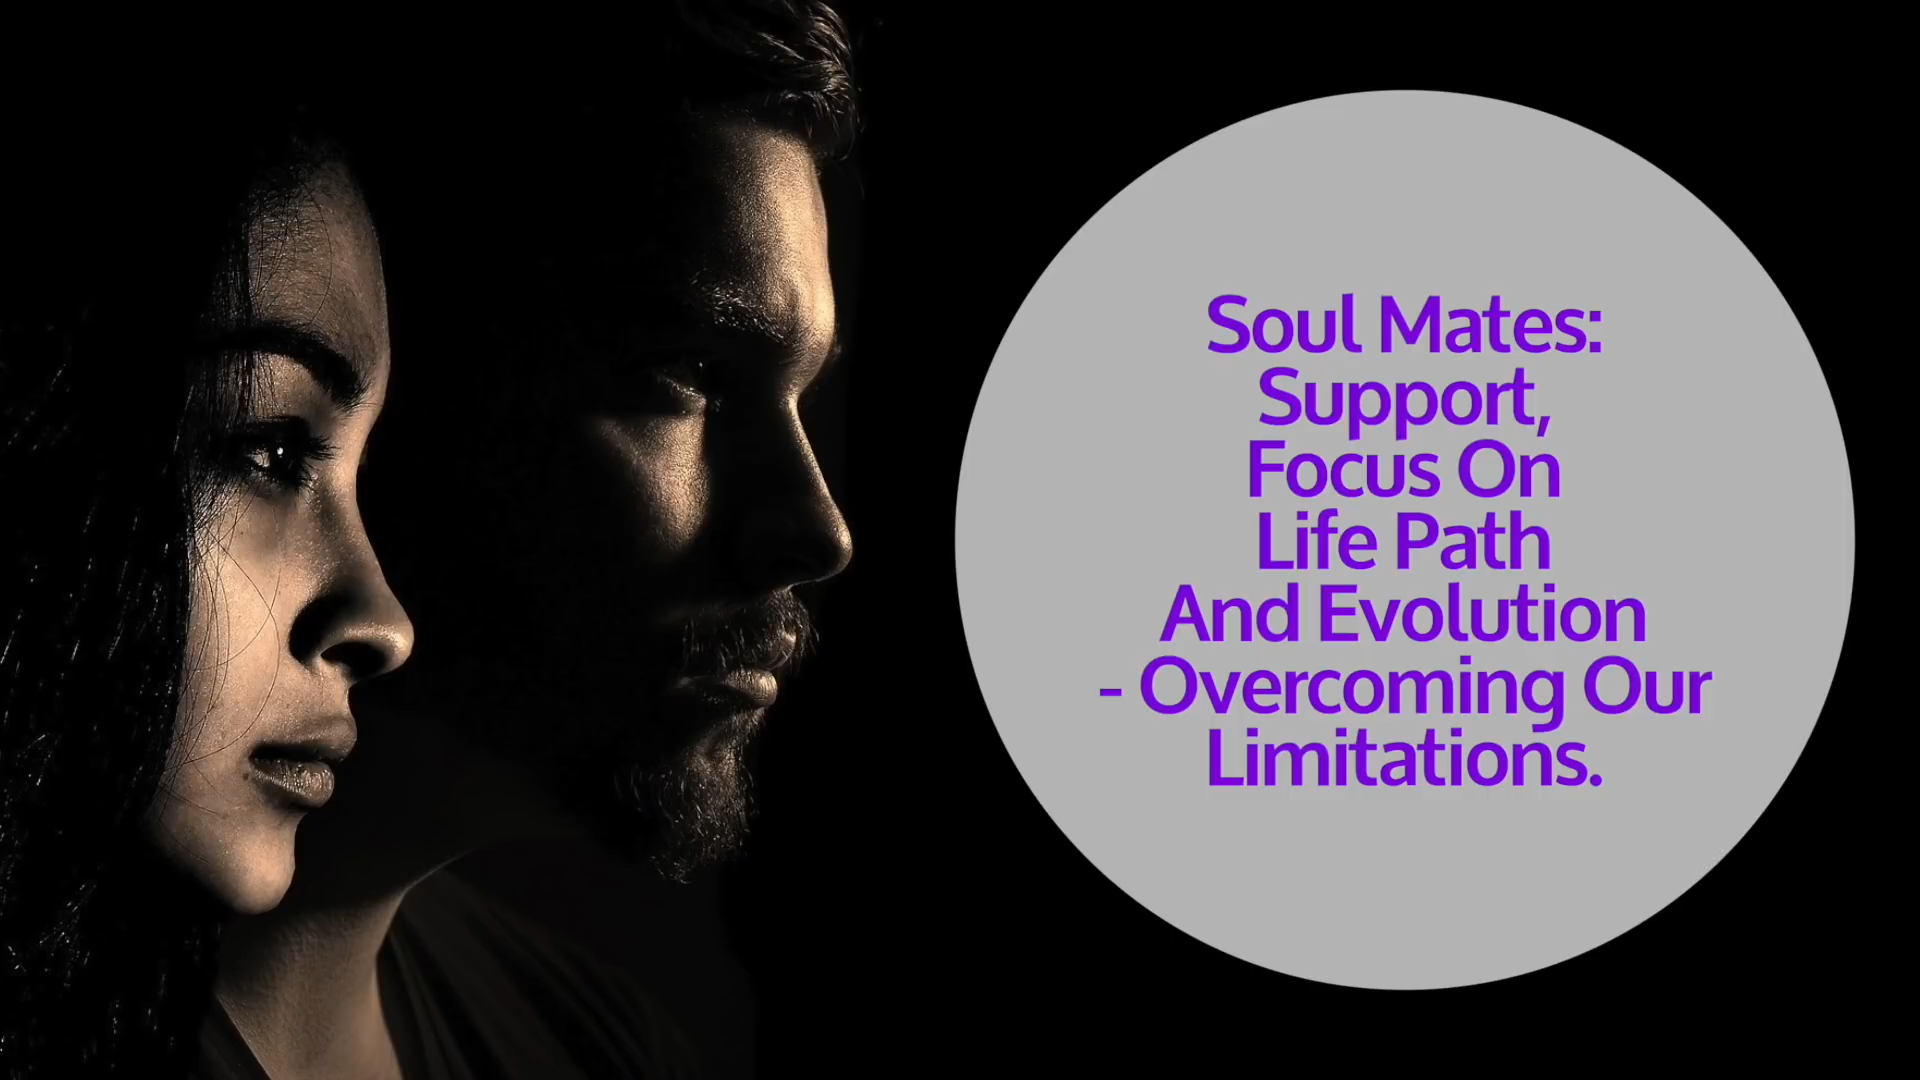 Soul Mates:
Support,
Focus On
Life Path
And Evolution
- Overcoming Our
Limitations.